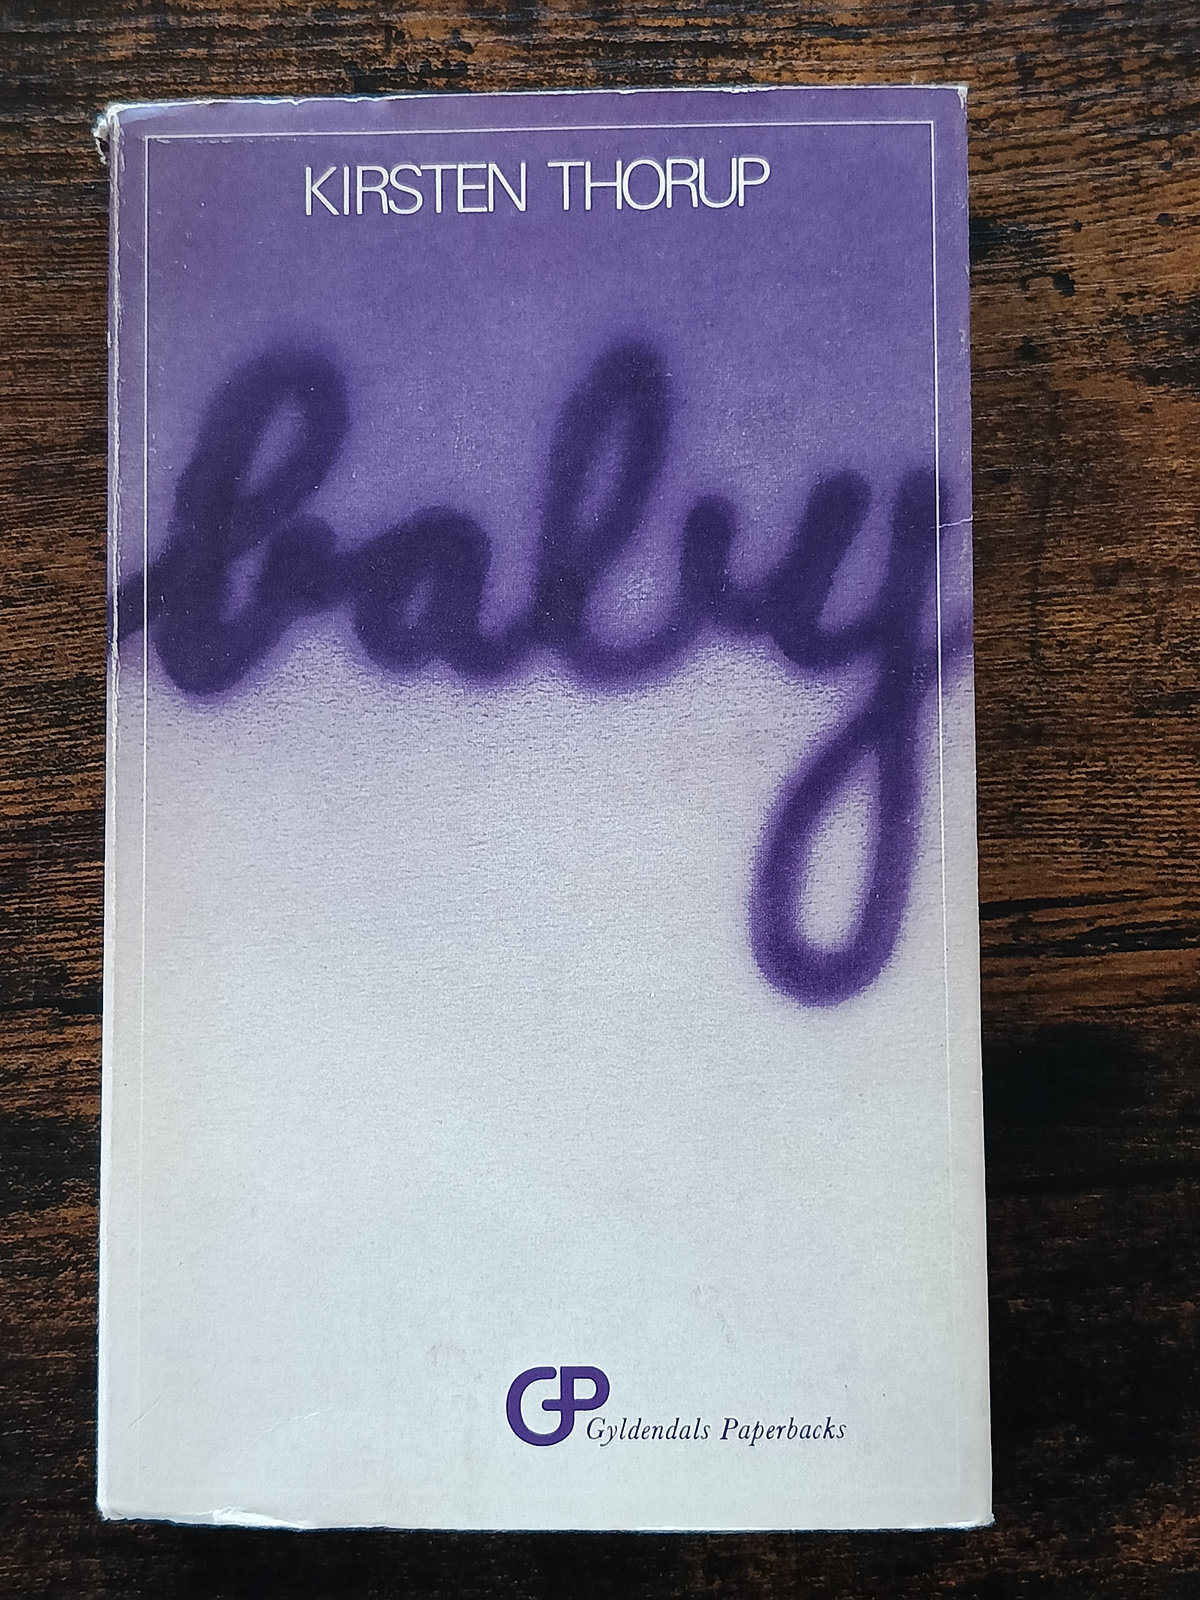 KIRSTEN THORUP
baby
GP
Gyldendals Paperbacks